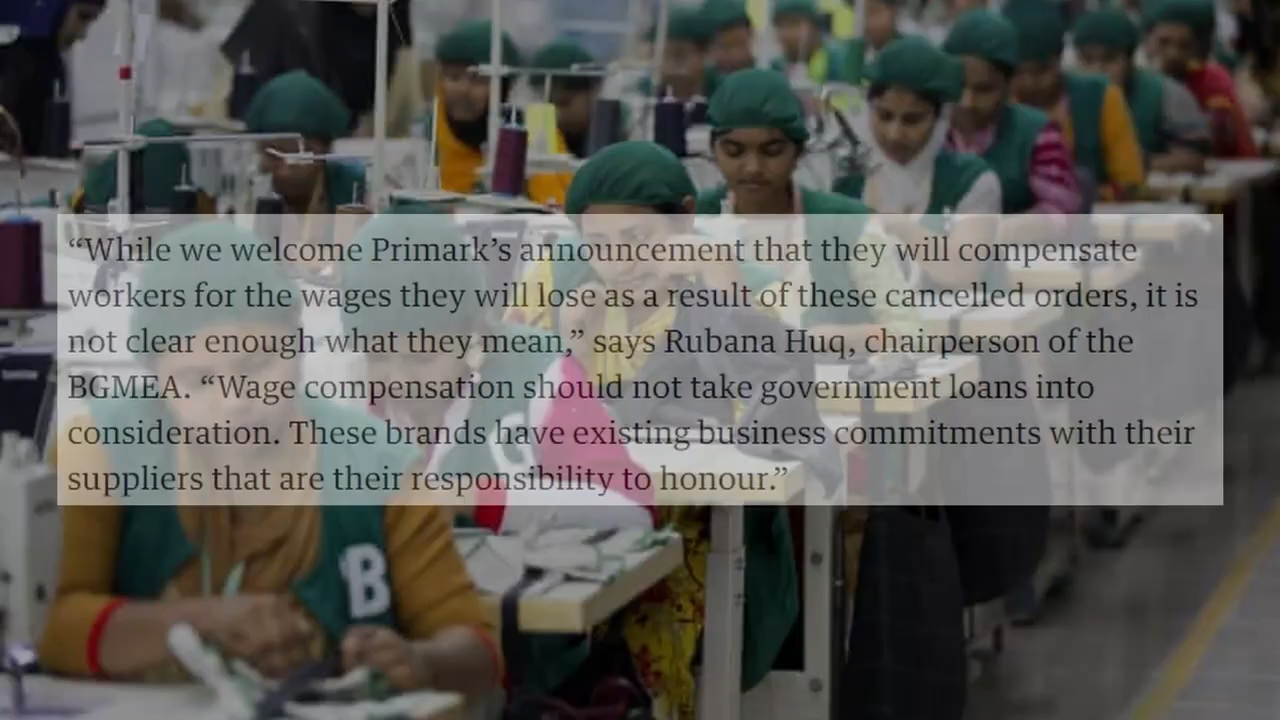 “While we welcome Primark’s announcement that they will compensate
workers for the wages they will lose as a result of these cancelled orders, it is
not clear enough what they mean,” says Rubana Huq, chairperson of the
BGMEA. “Wage compensation should not take government loans into
consideration. These brands have existing business commitments with their
suppliers that are their responsibility to honour.”
G
B